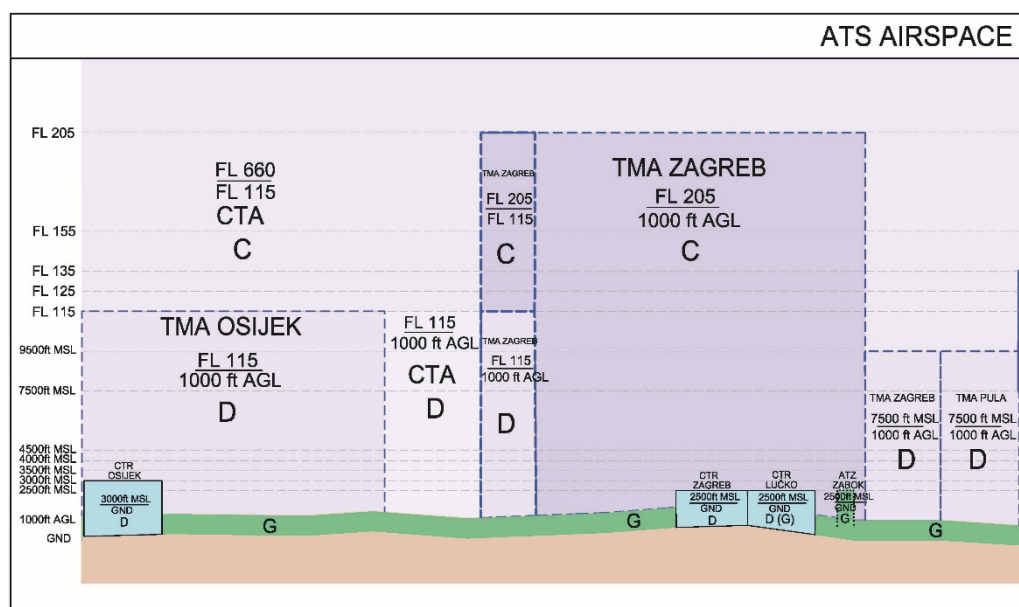 ATS AIRSPACE
FL 205
FL 155
FL 135
FL 125
FL 115
9500ft MSL
7500ft MSL
4500ft MSL
4000ft MSL
3500ft MSL
3000ft MSL
2500ft MSL
1000ft AGL
GND
FL 660
FL 115
CTA
C
TMA OSIJEK
FL 115
1000 ft AGL
D
CTR
OSIJEK
3000ft MSL
GND
D
G
FL 115
1000 ft AGL
CTA
D
TMA ZAGREB
FL 205
FL 115
C
TMA ZAGREB
FL 115
1000 ft AGL
D
TMA ZAGREB
FL 205
1000 ft AGL
C
G
CTR
ZAGREB
2500ft MSL
GND
D
CTR
LUČKO
2500ft MSL
GND
D (G)
ATZ
ZABOK
2500ft MSL
GND
G
TMA ZAGREB
7500 ft MSL
1000 ft AGL
D
TMA PULA
7500 ft MSL
1000 ft AGL
D
G